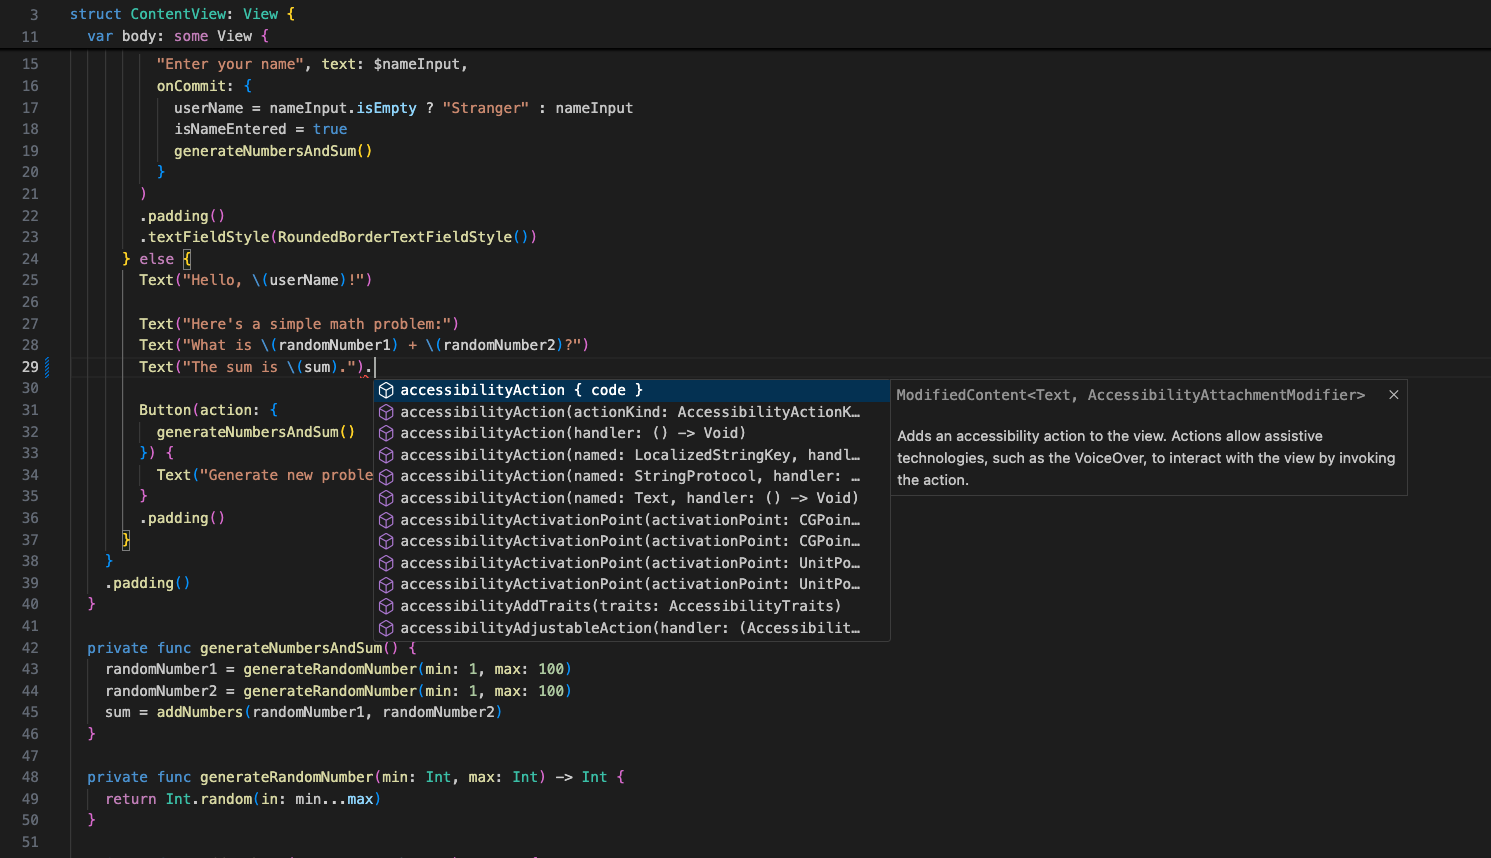 3 struct ContentView: View {
11 var body: some View {
15 "Enter your name", text: $nameInput,
16 onCommit: {
17 userName = nameInput.isEmpty ? "Stranger" : nameInput
18 isNameEntered = true
19 generateNumbersAndSum()
20 }
21 )
22 .padding()
23 .textFieldStyle(RoundedBorderTextFieldStyle())
24 } else {
25 Text("Hello, \(userName)!")
26
27 Text("Here's a simple math problem:")
28 Text("What is \(randomNumber1) + \(randomNumber2)?")
29 Text("The sum is \(sum).").
30
31 Button(action: {
32 generateNumbersAndSum()
33 }) {
34 Text("Generate new proble
35 }
36 .padding()
37 }
38 }
39 .padding()
40 }
41
42 private func generateNumbersAndSum() {
43 randomNumber1 = generateRandomNumber(min: 1, max: 100)
44 randomNumber2 = generateRandomNumber(min: 1, max: 100)
45 sum = addNumbers(randomNumber1, randomNumber2)
46 }
47
48 private func generateRandomNumber(min: Int, max: Int) -> Int {
49 return Int.random(in: min...max)
50 }
51
accessibilityAction { code }
accessibilityAction(actionKind: AccessibilityActionK…
accessibilityAction(handler: () -> Void)
accessibilityAction(named: LocalizedStringKey, handl…
accessibilityAction(named: StringProtocol, handler: …
accessibilityAction(named: Text, handler: () -> Void)
accessibilityActivationPoint(activationPoint: CGPoin…
accessibilityActivationPoint(activationPoint: CGPoin…
accessibilityActivationPoint(activationPoint: UnitPo…
accessibilityActivationPoint(activationPoint: UnitPo…
accessibilityAddTraits(traits: AccessibilityTraits)
accessibilityAdjustableAction(handler: (Accessibilit…
ModifiedContent<Text, AccessibilityAttachmentModifier>
Adds an accessibility action to the view. Actions allow assistive
technologies, such as the VoiceOver, to interact with the view by invoking
the action.